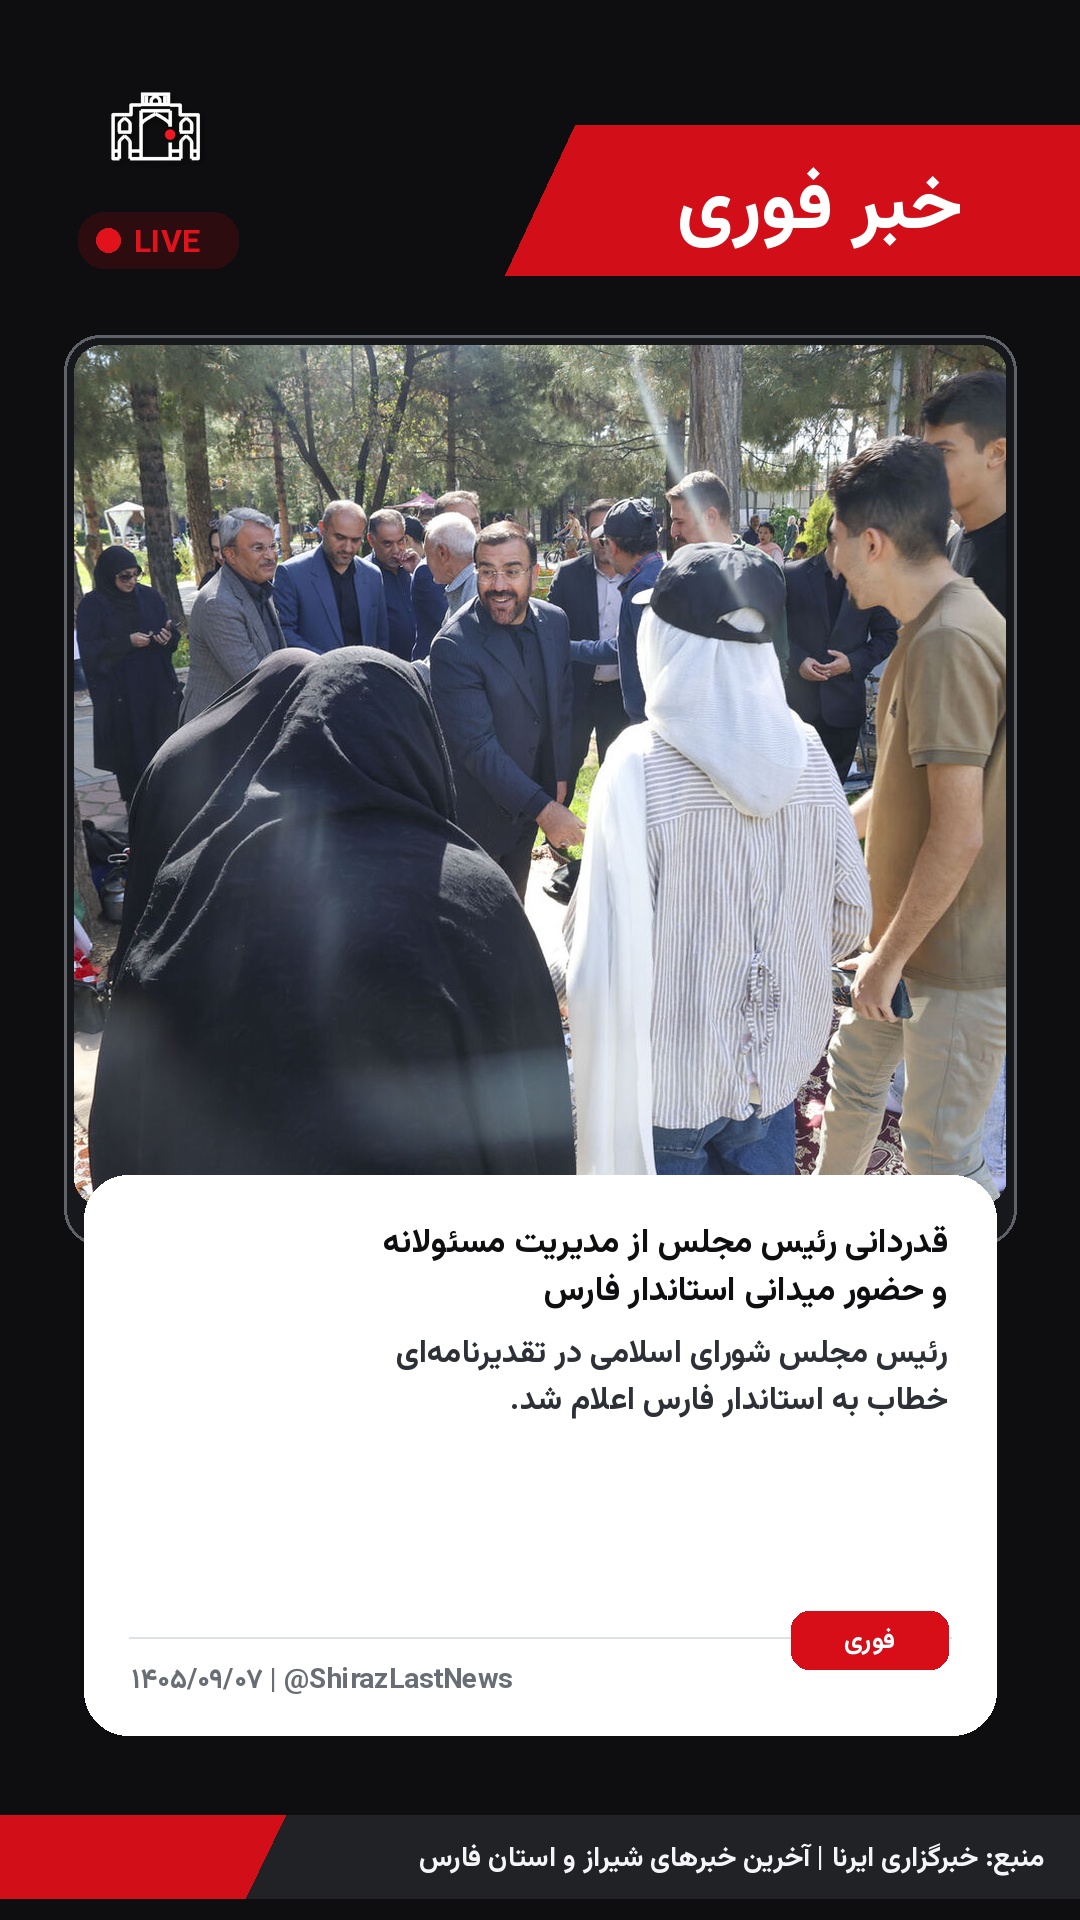 خبر فوری
LIVE
قدردانی رئیس مجلس از مدیریت مسئولانه
و حضور میدانی استاندار فارس
رئیس مجلس شورای اسلامی در تقدیرنامه‌ای
خطاب به استاندار فارس اعلام شد.
فوری
۱۴۰۵/۰۹/۰۷ | @ShirazLastNews
منبع: خبرگزاری ایرنا | آخرین خبرهای شیراز و استان فارس